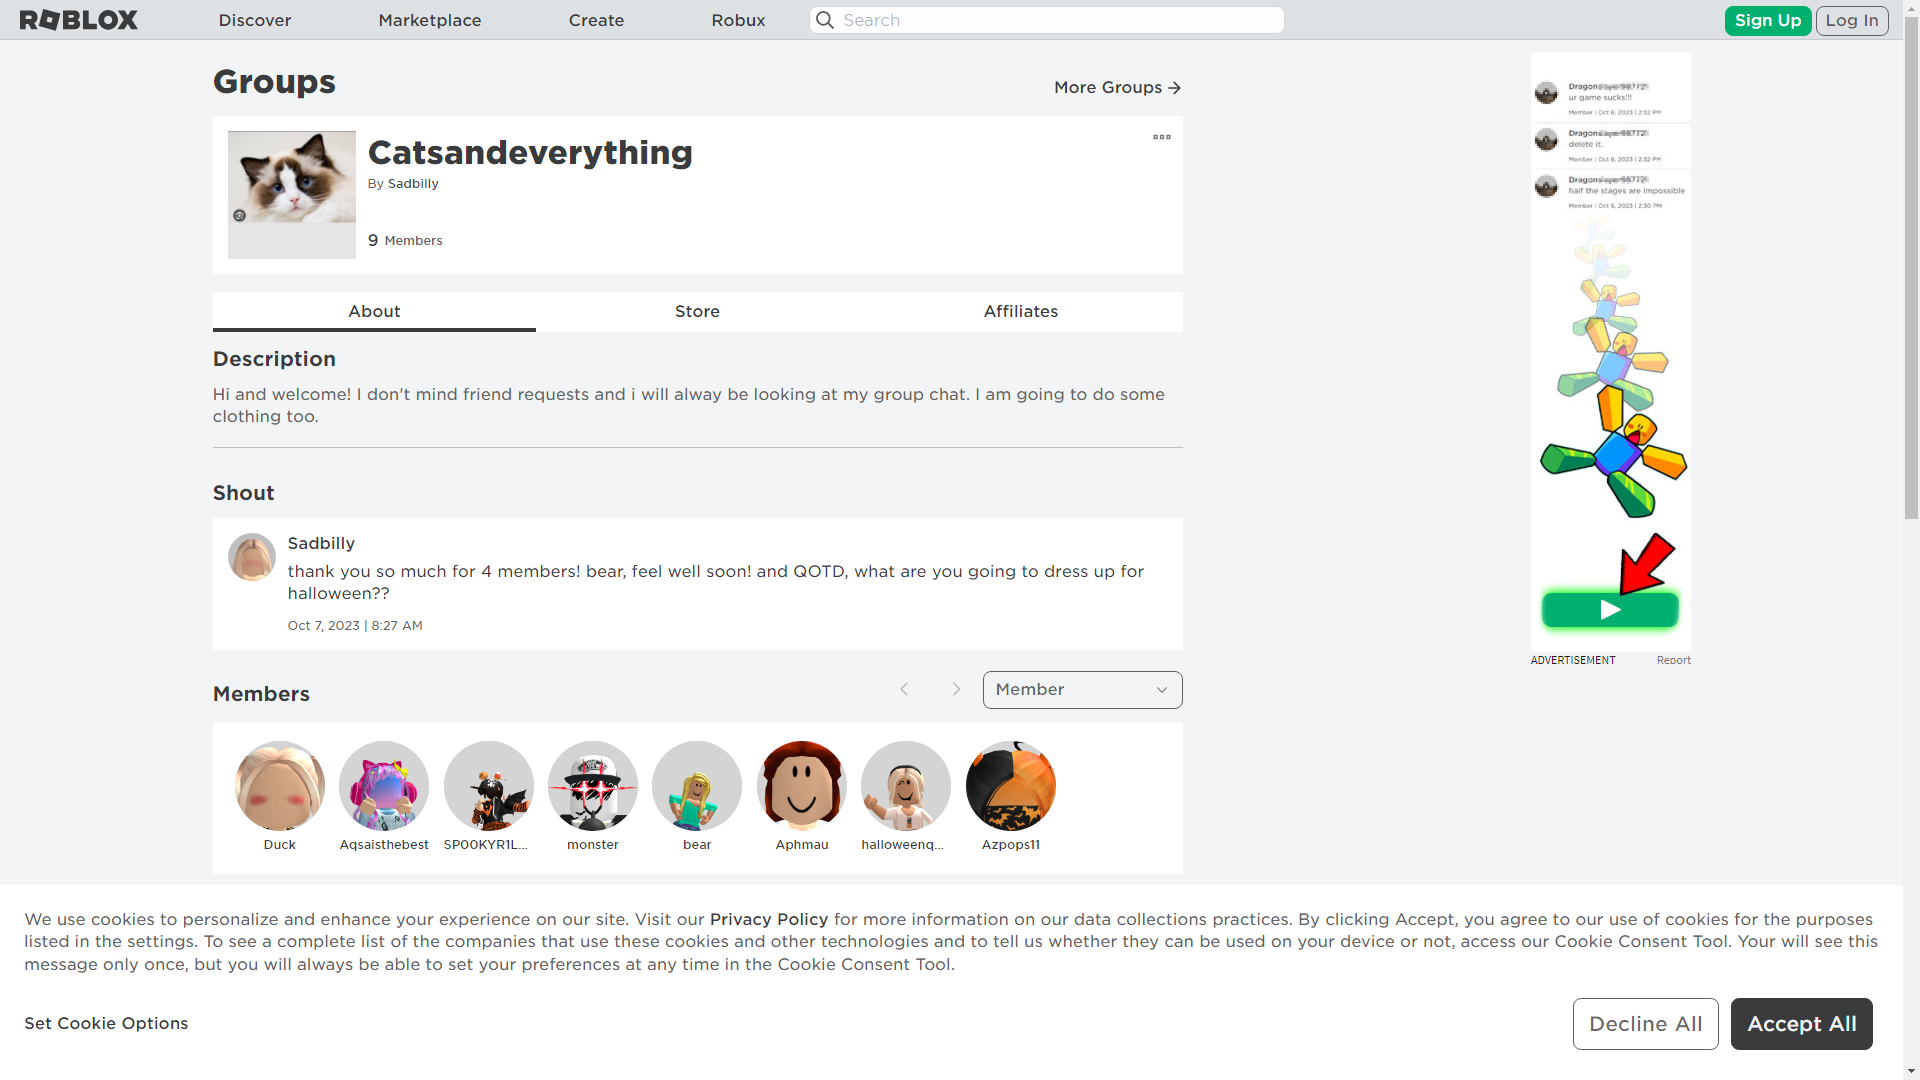 ROBLOX
Discover
Marketplace
Create
Robux
Search
Sign Up
Log In
Groups
More Groups
Catsandeverything
By Sadbilly
9 Members
About
Store
Affiliates
Description
Hi and welcome! I don't mind friend requests and i will alway be looking at my group chat. I am going to do some
clothing too.
Shout
Sadbilly
thank you so much for 4 members! bear, feel well soon! and QOTD, what are you going to dress up for
halloween??
Oct 7, 2023 | 8:27 AM
Members
Member
Duck
Aqsaisthebest
SP00KYR1L...
monster
bear
Aphmau
halloweenq...
Azpops11
Dragon
ur game sucks!!!
Member | Oct 6, 2023 | 2:32 PM
Dragon
delete it.
Member | Oct 6, 2023 | 2:32 PM
Dragon
half the stages are impossible
Member | Oct 6, 2023 | 2:30 PM
ADVERTISEMENT
Report
We use cookies to personalize and enhance your experience on our site. Visit our Privacy Policy for more information on our data collections practices. By clicking Accept, you agree to our use of cookies for the purposes
listed in the settings. To see a complete list of the companies that use these cookies and other technologies and to tell us whether they can be used on your device or not, access our Cookie Consent Tool. Your will see this
message only once, but you will always be able to set your preferences at any time in the Cookie Consent Tool.
Set Cookie Options
Decline All
Accept All